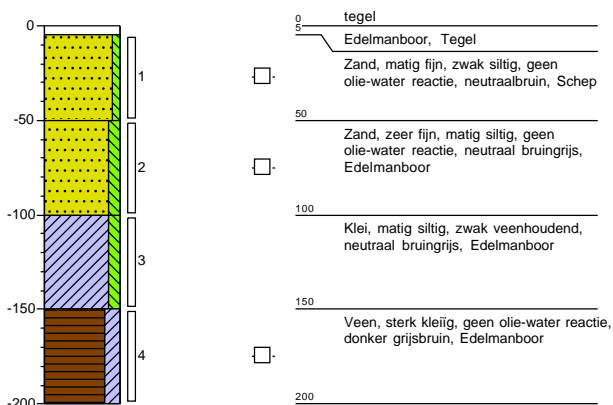 0
-50
-100
-150
-200
1
2
3
4
0
5
tegel
Edelmanboor, Tegel
Zand, matig fijn, zwak siltig, geen
olie-water reactie, neutraalbruin, Schep
50
Zand, zeer fijn, matig siltig, geen
olie-water reactie, neutraal bruingrijs,
Edelmanboor
100
Klei, matig siltig, zwak veenhoudend,
neutraal bruingrijs, Edelmanboor
150
Veen, sterk kleiïg, geen olie-water reactie,
donker grijsbruin, Edelmanboor
200